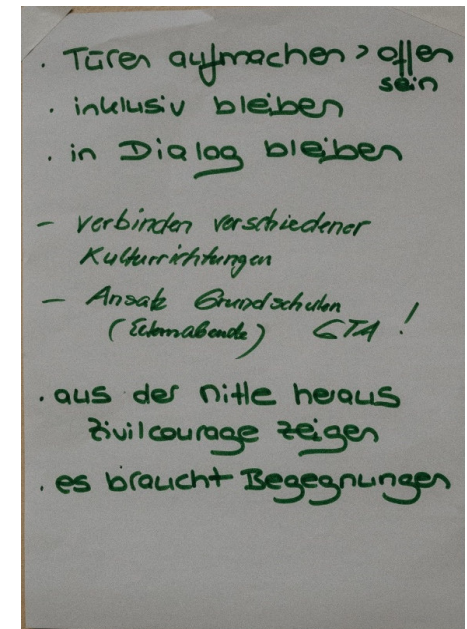 · Türen aufmachen > offen
sein
· inklusiv bleiben
· in Dialog bleiben
– verbinden verschiedener
Kulturrichtungen
– Ansatz Grundschulen
(Elternabende) GTA !
· aus der Mitte heraus
Zivilcourage zeigen
· es braucht Begegnungen